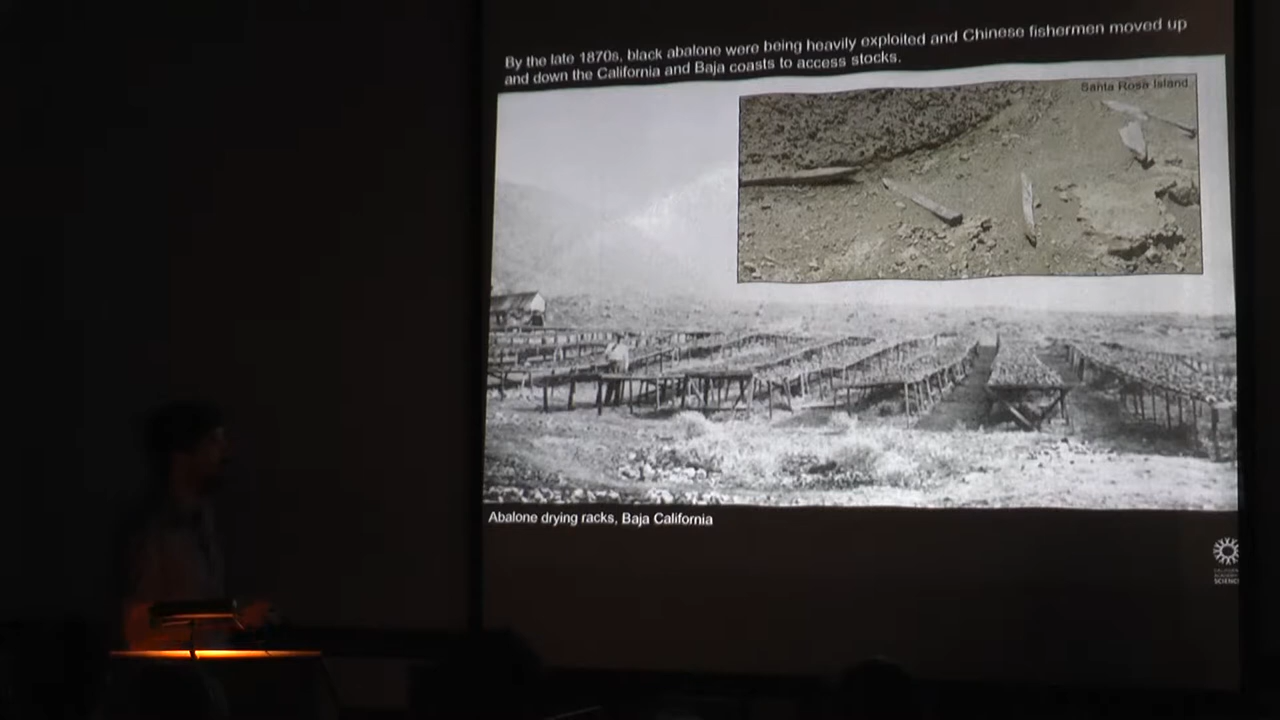 By the late 1870s, black abalone were being heavily exploited and Chinese fishermen moved up
and down the California and Baja coasts to access stocks.
Santa Rosa Island
Abalone drying racks, Baja California